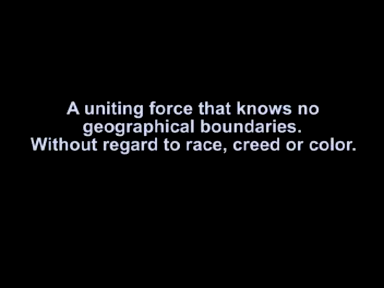 A uniting force that knows no
geographical boundaries.
Without regard to race, creed or color.